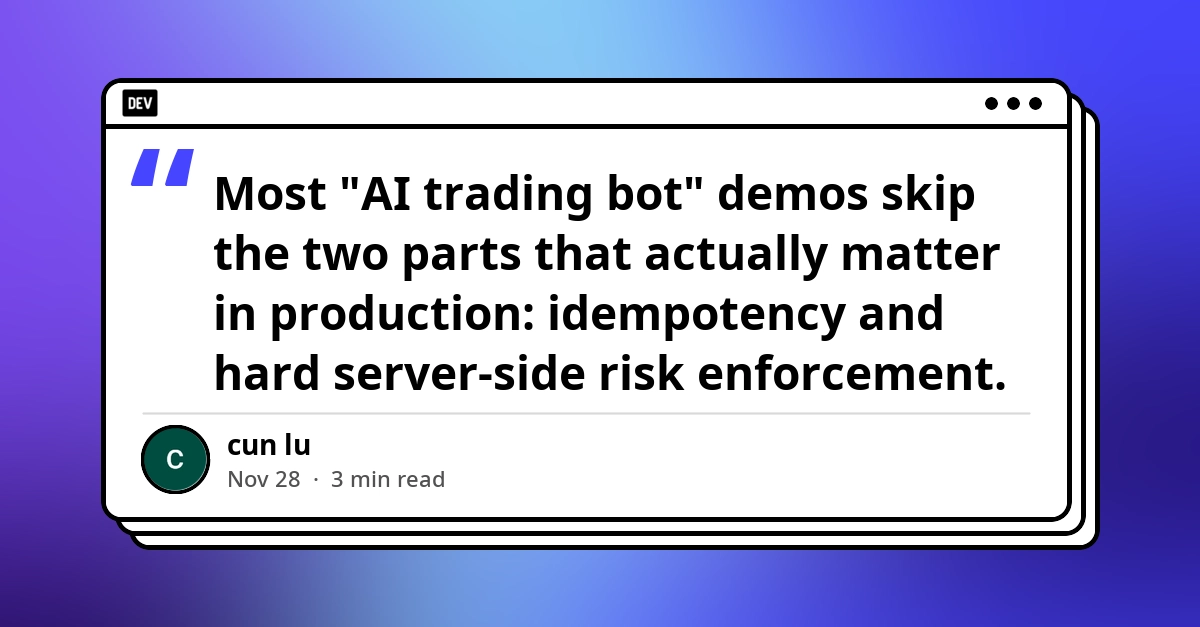 DEV
“
Most "AI trading bot" demos skip
the two parts that actually matter
in production: idempotency and
hard server-side risk enforcement.
C
cun lu
Nov 28 · 3 min read